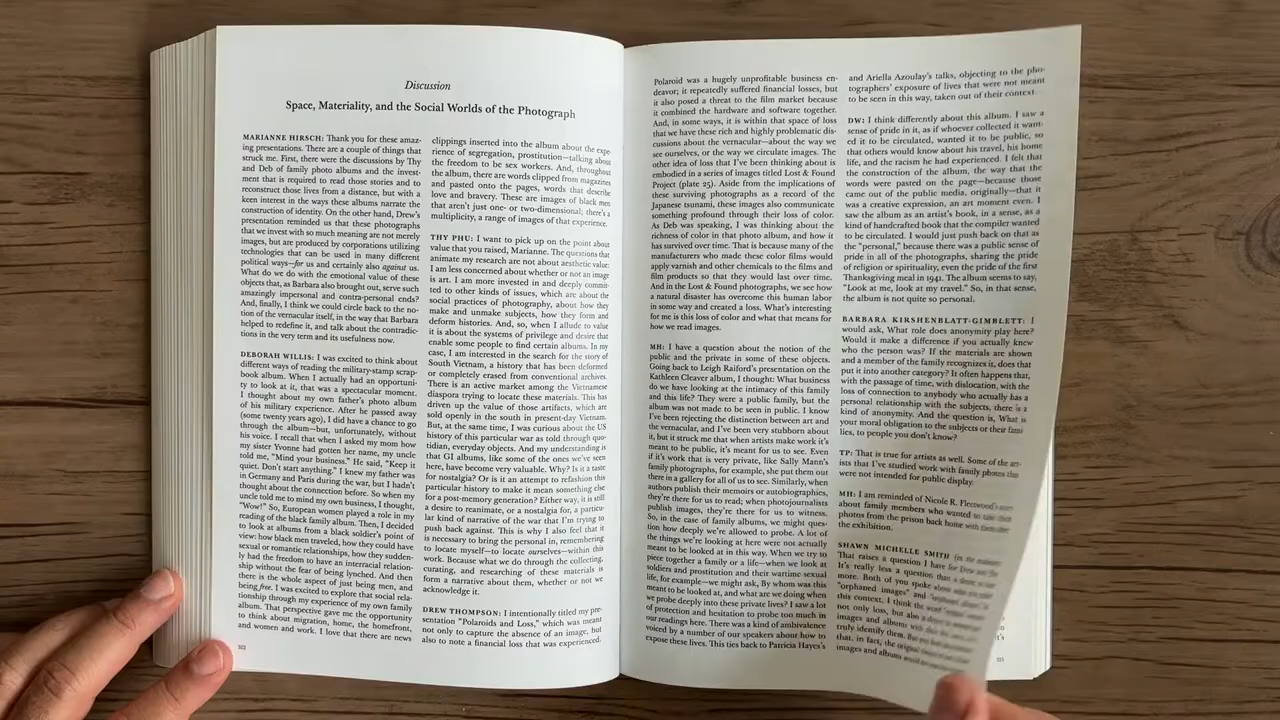 Discussion
Space, Materiality, and the Social Worlds of the Photograph
MARIANNE HIRSCH: Thank you for these amaz-
ing presentations. There are a couple of things that
struck me. First, there were the discussions by Thy
and Deb of family photo albums and the invest-
ment that is required to read those stories and to
reconstruct those lives from a distance, but with a
keen interest in the ways these albums narrate the
construction of identity. On the other hand, Drew's
presentation reminded us that these photographs
that we invest with so much meaning are not merely
images, but are produced by corporations utilizing
technologies that can be used in many different
political ways—for us and certainly also against us.
What do we do with the emotional value of these
objects that, as Barbara also brought out, serve such
amazingly impersonal and contra-personal ends?
And, finally, I think we could circle back to the no-
tion of the vernacular itself, in the way that Barbara
helped to redefine it, and talk about the contradic-
tions in the very term and its usefulness now.
DEBORAH WILLIS: I was excited to think about
different ways of reading the military-stamp scrap-
book album. When I actually had an opportuni-
ty to look at it, that was a spectacular moment.
I thought about my own father's photo album
of his military experience. After he passed away
(some twenty years ago), I did have a chance to go
through the album—but, unfortunately, without
his voice. I recall that when I asked my mom how
my sister Yvonne had gotten her name, my uncle
told me, "Mind your business." He said, "Keep it
quiet. Don't start anything." I knew my father was
in Germany and Paris during the war, but I hadn't
thought about the connection before. So when my
uncle told me to mind my own business, I thought,
"Wow!" So, European women played a role in my
reading of the black family album. Then, I decided
to look at albums from a black soldier's point of
view: how black men traveled, how they could have
sexual or romantic relationships, how they sudden-
ly had the freedom to have an interracial relation-
ship without the fear of being lynched. And then
there is the whole aspect of just being men, and
being free. I was excited to explore that social rela-
tionship through my experience of my own family
album. That perspective gave me the opportunity
to think about migration, home, the homefront,
and women and work. I love that there are news
clippings inserted into the album about the expe-
rience of segregation, prostitution—talking about
the freedom to be sex workers. And, throughout
the album, there are words clipped from magazines
and pasted onto the pages, words that describe
love and bravery. These are images of black men
that aren't just one- or two-dimensional; there's a
multiplicity, a range of images of that experience.
THY PHU: I want to pick up on the point about
value that you raised, Marianne. The questions that
animate my research are not about aesthetic value:
I am less concerned about whether or not an image
is art. I am more invested in and deeply commit-
ted to other kinds of issues, which are about the
social practices of photography, about how they
make and unmake subjects, how they form and
deform histories. And, so, when I allude to value
it is about the systems of privilege and desire that
enable some people to find certain albums. In my
case, I am interested in the search for the story of
South Vietnam, a history that has been deformed
or completely erased from conventional archives.
There is an active market among the Vietnamese
diaspora trying to locate these materials. This has
driven up the value of those artifacts, which are
sold openly in the south in present-day Vietnam.
But, at the same time, I was curious about the US
history of this particular war as told through quo-
tidian, everyday objects. And my understanding is
that GI albums, like some of the ones we've seen
here, have become very valuable. Why? Is it a taste
for nostalgia? Or is it an attempt to refashion this
particular history to make it mean something else
for a post-memory generation? Either way, it is still
a desire to reanimate, or a nostalgia for, a particu-
lar kind of narrative of the war that I'm trying to
push back against. This is why I also feel that it
is necessary to bring the personal in, remembering
to locate myself—to locate ourselves—within this
work. Because what we do through the collecting,
curating, and researching of these materials is
form a narrative about them, whether or not we
acknowledge it.
DREW THOMPSON: I intentionally titled my pre-
sentation "Polaroids and Loss," which was meant
not only to capture the absence of an image, but
also to note a financial loss that was experienced.
312
Polaroid was a hugely unprofitable business en-
deavor; it repeatedly suffered financial losses, but
it also posed a threat to the film market because
it combined the hardware and software together.
And, in some ways, it is within that space of loss
that we have these rich and highly problematic dis-
cussions about the vernacular—about the way we
see ourselves, or the way we circulate images. The
other idea of loss that I've been thinking about is
embodied in a series of images titled Lost & Found
Project (plate 25). Aside from the implications of
these surviving photographs as a record of the
Japanese tsunami, these images also communicate
something profound through their loss of color.
As Deb was speaking, I was thinking about the
richness of color in that photo album, and how it
has survived over time. That is because many of the
manufacturers who made these color films would
apply varnish and other chemicals to the films and
film products so that they would last over time.
And in the Lost & Found photographs, we see how
a natural disaster has overcome this human labor
in some way and created a loss. What's interesting
for me is this loss of color and what that means for
how we read images.
MH: I have a question about the notion of the
public and the private in some of these objects.
Going back to Leigh Raiford's presentation on the
Kathleen Cleaver album, I thought: What business
do we have looking at the intimacy of this family
and this life? They were a public family, but the
album was not made to be seen in public. I know
I've been rejecting the distinction between art and
the vernacular, and I've been very stubborn about
it, but it struck me that when artists make work it's
meant to be public, it's meant for us to see. Even
if it's work that is very private, like Sally Mann's
family photographs, for example, she put them out
there in a gallery for all of us to see. Similarly, when
authors publish their memoirs or autobiographies,
they're there for us to read; when photojournalists
publish images, they're there for us to witness.
So, in the case of family albums, we might ques-
tion how deeply we're allowed to probe. A lot of
the things we're looking at here were not actually
meant to be looked at in this way. When we try to
piece together a family or a life—when we look at
soldiers and prostitution and their wartime sexual
life, for example—we might ask, By whom was this
meant to be looked at, and what are we doing when
we probe deeply into these private lives? I saw a lot
of protection and hesitation to probe too much in
our readings here. There was a kind of ambivalence
voiced by a number of our speakers about how to
expose these lives. This ties back to Patricia Hayes's
and Ariella Azoulay's talks, objecting to the pho-
tographers' exposure of lives that were not meant
to be seen in this way, taken out of their context.
DW: I think differently about this album. I saw a
sense of pride in it, as if whoever collected it want-
ed it to be circulated, wanted it to be public, so
that others would know about his travel, his home
life, and the racism he had experienced. I felt that
the construction of the album, the way that the
words were pasted on the page—because those
came out of the public media, originally—that it
was a creative expression, an art moment even. I
saw the album as an artist's book, in a sense, as a
kind of handcrafted book that the compiler wanted
to be circulated. I would just push back on that as
the "personal," because there was a public sense of
pride in all of the photographs, sharing the pride
of religion or spirituality, even the pride of the first
Thanksgiving meal in 1941. The album seems to say,
"Look at me, look at my travel." So, in that sense,
the album is not quite so personal.
BARBARA KIRSHENBLATT-GIMBLETT: I
would ask, What role does anonymity play here?
Would it make a difference if you actually knew
who the person was? If the materials are shown
and a member of the family recognizes it, does that
put it into another category? It often happens, that
with the passage of time, with dislocation, with the
loss of connection to anybody who actually has a
personal relationship with the subjects, there is a
kind of anonymity. And the question is, What is
your moral obligation to the subjects or their fami-
lies, to people you don't know?
TP: That is true for artists as well. Some of the art-
ists that I've studied work with family photos that
were not intended for public display.
MH: I am reminded of Nicole R. Fleetwood's
about family members who wanted to take their
photos from the prison back home with them after
the exhibition.
SHAWN MICHELLE SMITH
That raises a question I have for Drew and
It's really less a question than a
more. Both of you spoke about
"orphaned images" and "orphaned
this context. I think the word
not only loss, but also a
images and albums with
truly identify them. But
that, in fact, the original
images and albums would
315